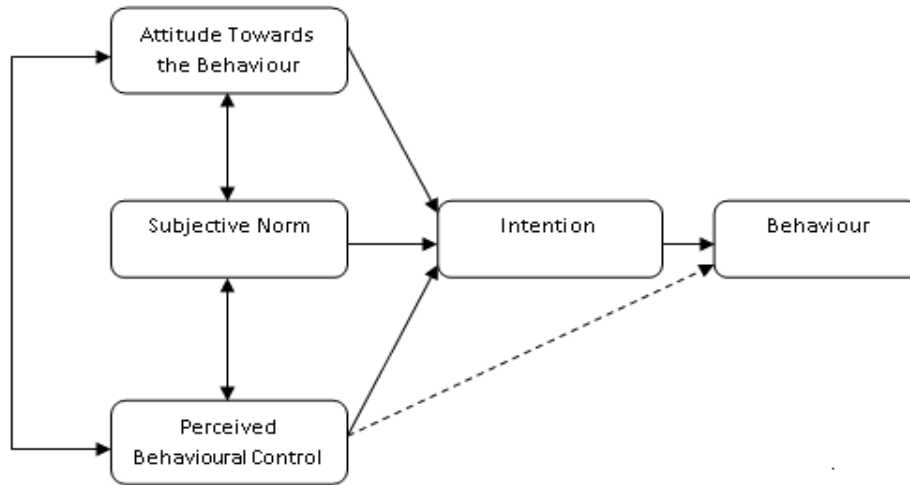 Attitude Towards
the Behaviour
Subjective Norm
Intention
Behaviour
Perceived
Behavioural Control